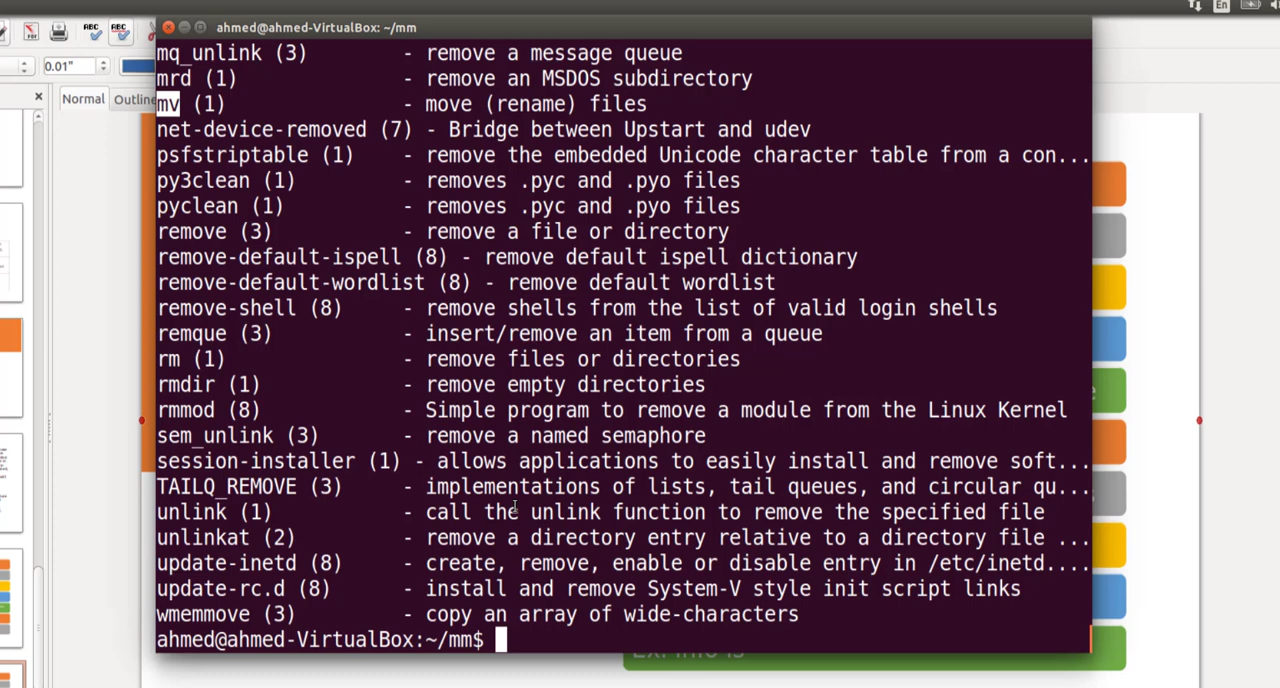 En
ahmed@ahmed-VirtualBox: ~/mm
ABC
ABC
0.01"
Normal
Outline
mq_unlink (3) - remove a message queue
mrd (1) - remove an MSDOS subdirectory
mv (1) - move (rename) files
net-device-removed (7) - Bridge between Upstart and udev
psfstriptable (1) - remove the embedded Unicode character table from a con...
py3clean (1) - removes .pyc and .pyo files
pyclean (1) - removes .pyc and .pyo files
remove (3) - remove a file or directory
remove-default-ispell (8) - remove default ispell dictionary
remove-default-wordlist (8) - remove default wordlist
remove-shell (8) - remove shells from the list of valid login shells
remque (3) - insert/remove an item from a queue
rm (1) - remove files or directories
rmdir (1) - remove empty directories
rmmod (8) - Simple program to remove a module from the Linux Kernel
sem_unlink (3) - remove a named semaphore
session-installer (1) - allows applications to easily install and remove soft...
TAILQ_REMOVE (3) - implementations of lists, tail queues, and circular qu...
unlink (1) - call the unlink function to remove the specified file
unlinkat (2) - remove a directory entry relative to a directory file ...
update-inetd (8) - create, remove, enable or disable entry in /etc/inetd....
update-rc.d (8) - install and remove System-V style init script links
wmemmove (3) - copy an array of wide-characters
ahmed@ahmed-VirtualBox:~/mm$